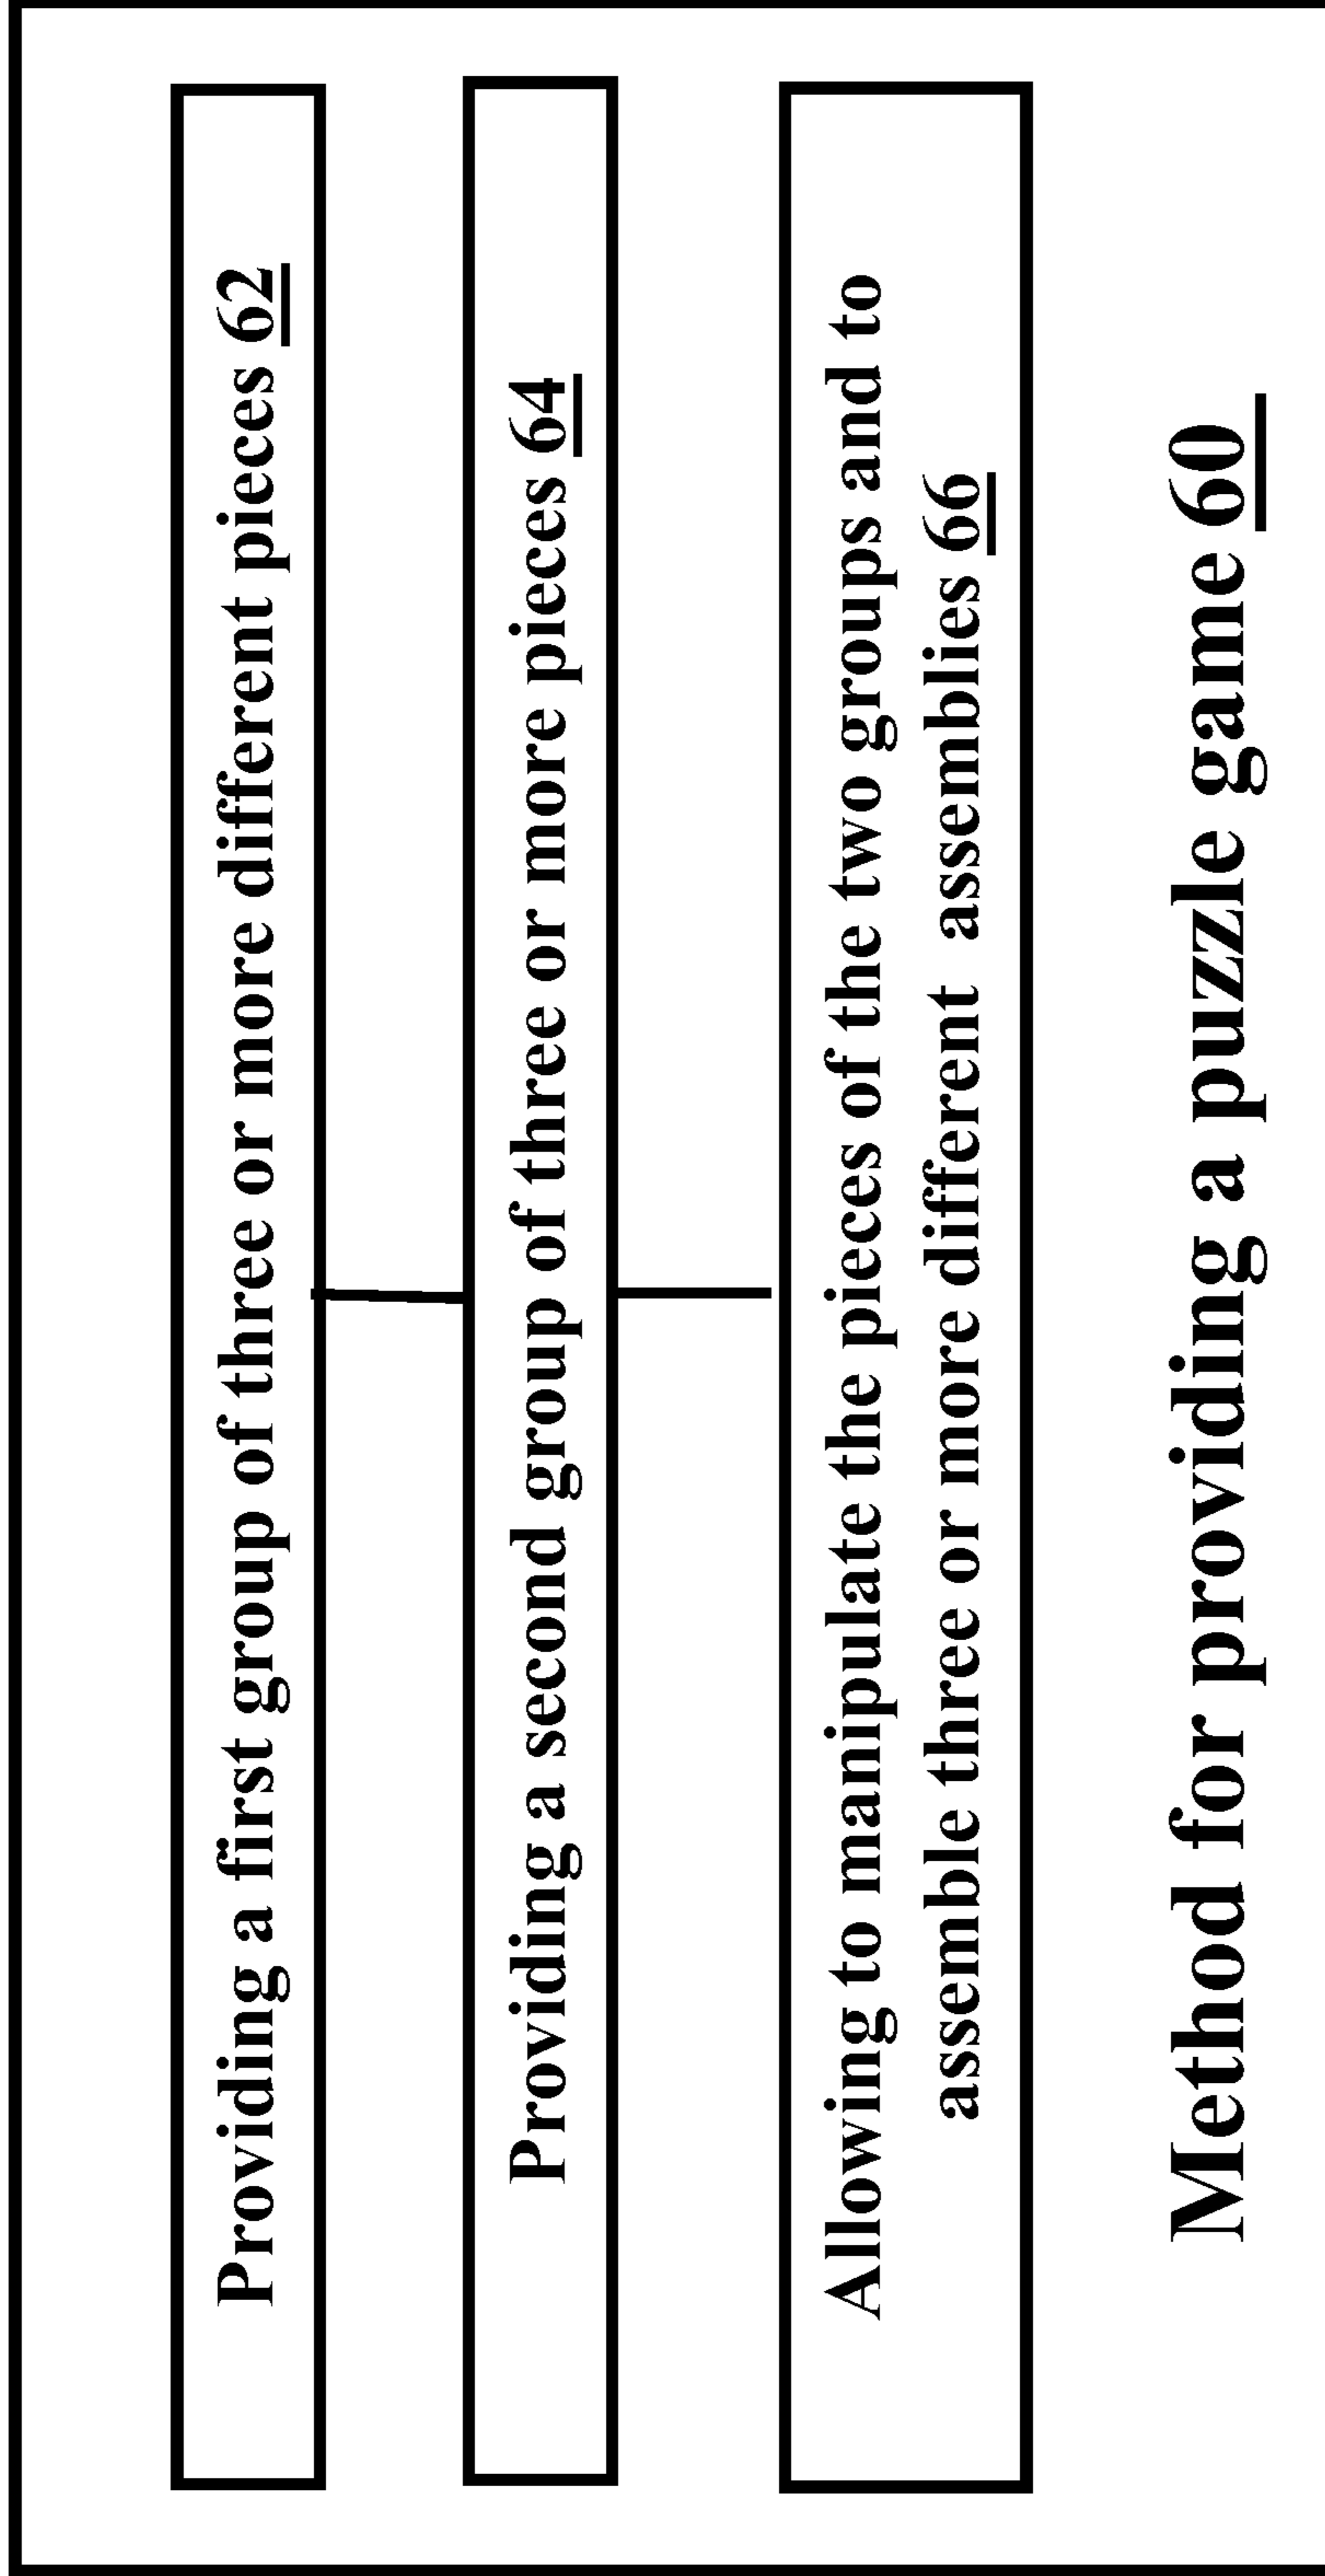 Providing a first group of three or more different pieces 62
Providing a second group of three or more pieces 64
Allowing to manipulate the pieces of the two groups and to
assemble three or more different assemblies 66
Method for providing a puzzle game 60